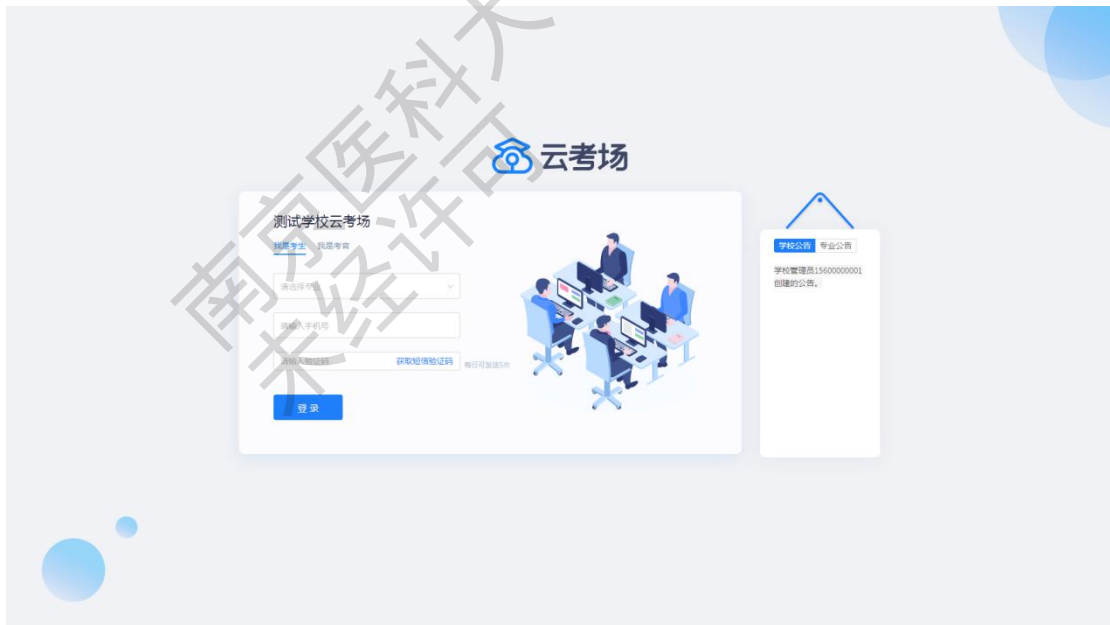 云考场
测试学校云考场
我是考生 我是考官
请选择专业
请输入手机号
请输入验证码 获取短信验证码 每日可发送5次
登录
学校公告 专业公告
学校管理员15600000001
创建的公告。
南京医科大
未经许可